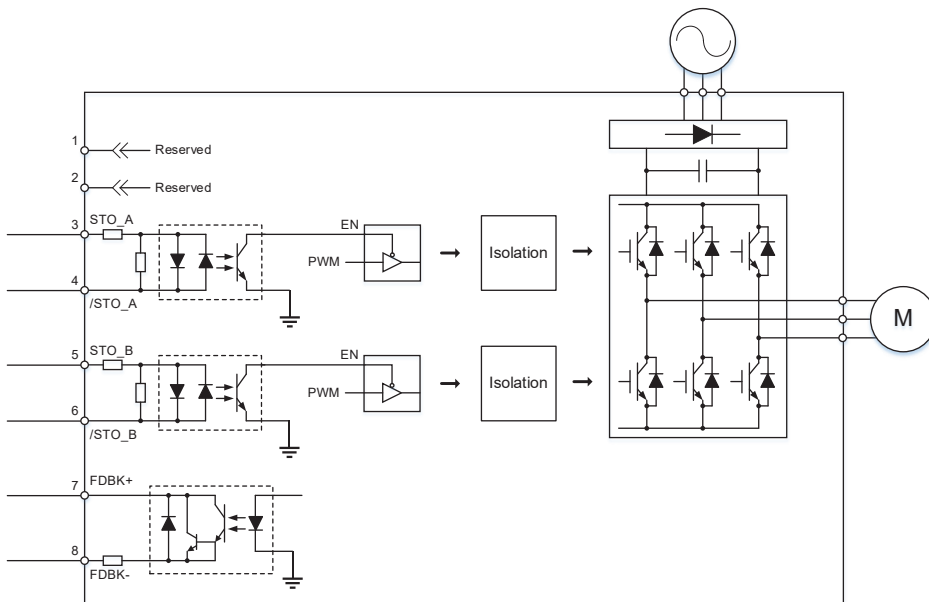 1
Reserved
2
Reserved
3
STO_A
EN
PWM
Isolation
4
/STO_A
M
5
STO_B
EN
PWM
Isolation
6
/STO_B
7
FDBK+
8
FDBK-